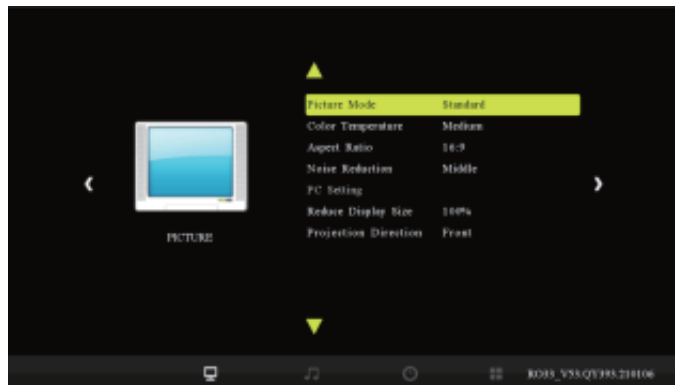 Picture Mode Standard
Color Temperature Medium
Aspect Ratio 16:9
Noise Reduction Middle
PC Setting
Reduce Display Size 100%
Projection Direction Front
PICTURE